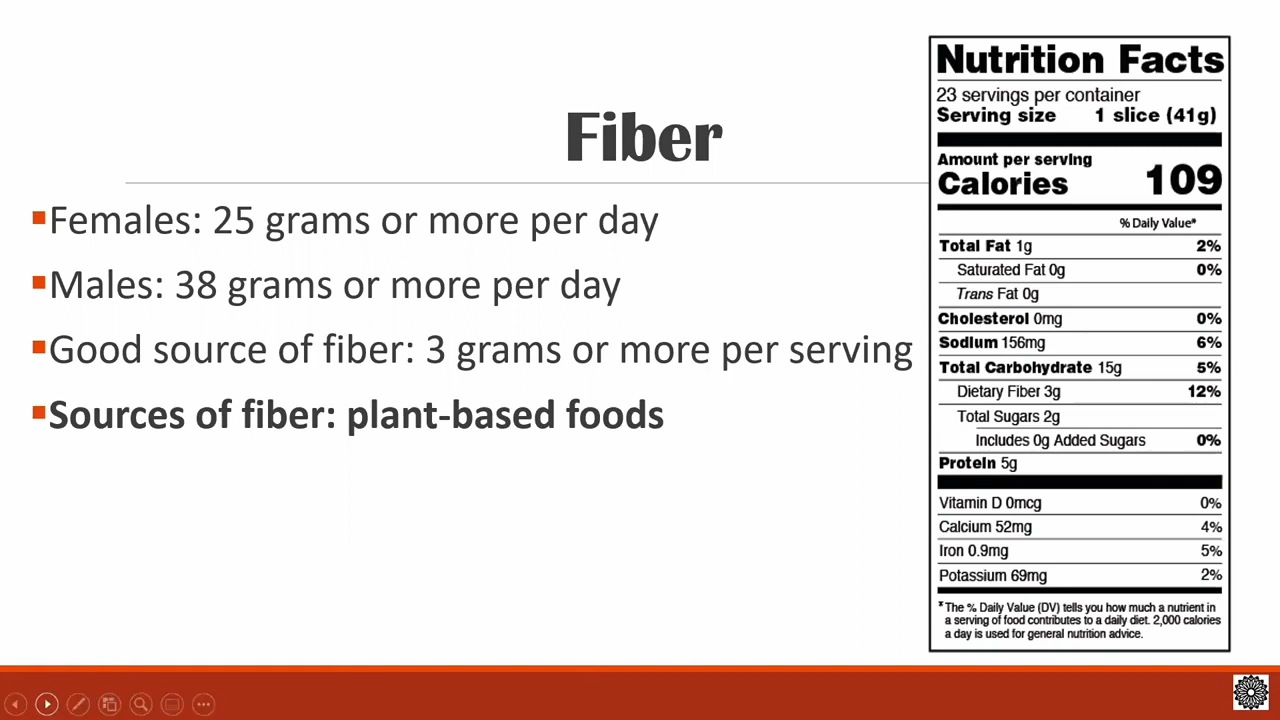 Fiber
▪Females: 25 grams or more per day
▪Males: 38 grams or more per day
▪Good source of fiber: 3 grams or more per serving
▪Sources of fiber: plant-based foods
Nutrition Facts
23 servings per container
Serving size 1 slice (41g)
Amount per serving
Calories 109
% Daily Value*
Total Fat 1g 2%
Saturated Fat 0g 0%
Trans Fat 0g
Cholesterol 0mg 0%
Sodium 156mg 6%
Total Carbohydrate 15g 5%
Dietary Fiber 3g 12%
Total Sugars 2g
Includes 0g Added Sugars 0%
Protein 5g
Vitamin D 0mcg 0%
Calcium 52mg 4%
Iron 0.9mg 5%
Potassium 69mg 2%
*The % Daily Value (DV) tells you how much a nutrient in
a serving of food contributes to a daily diet. 2,000 calories
a day is used for general nutrition advice.